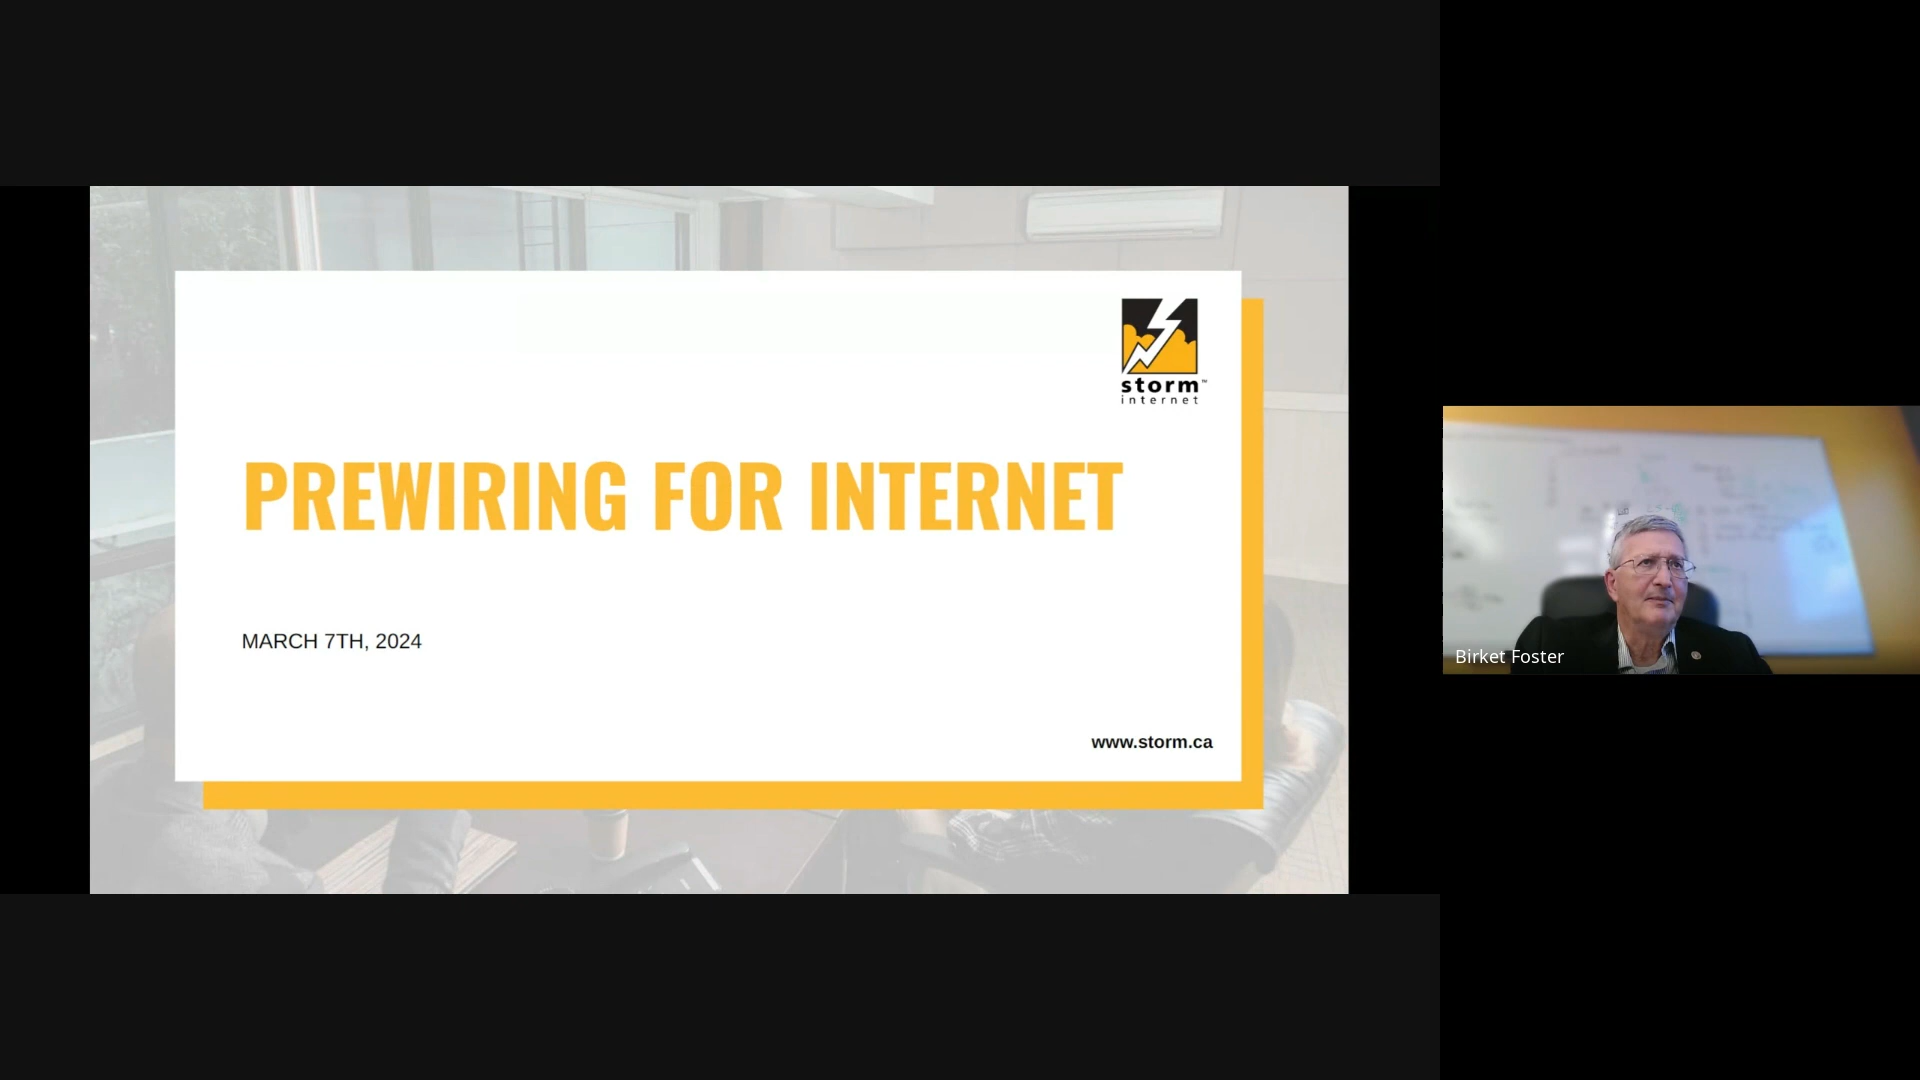 storm™
internet
PREWIRING FOR INTERNET
MARCH 7TH, 2024
www.storm.ca
Birket Foster